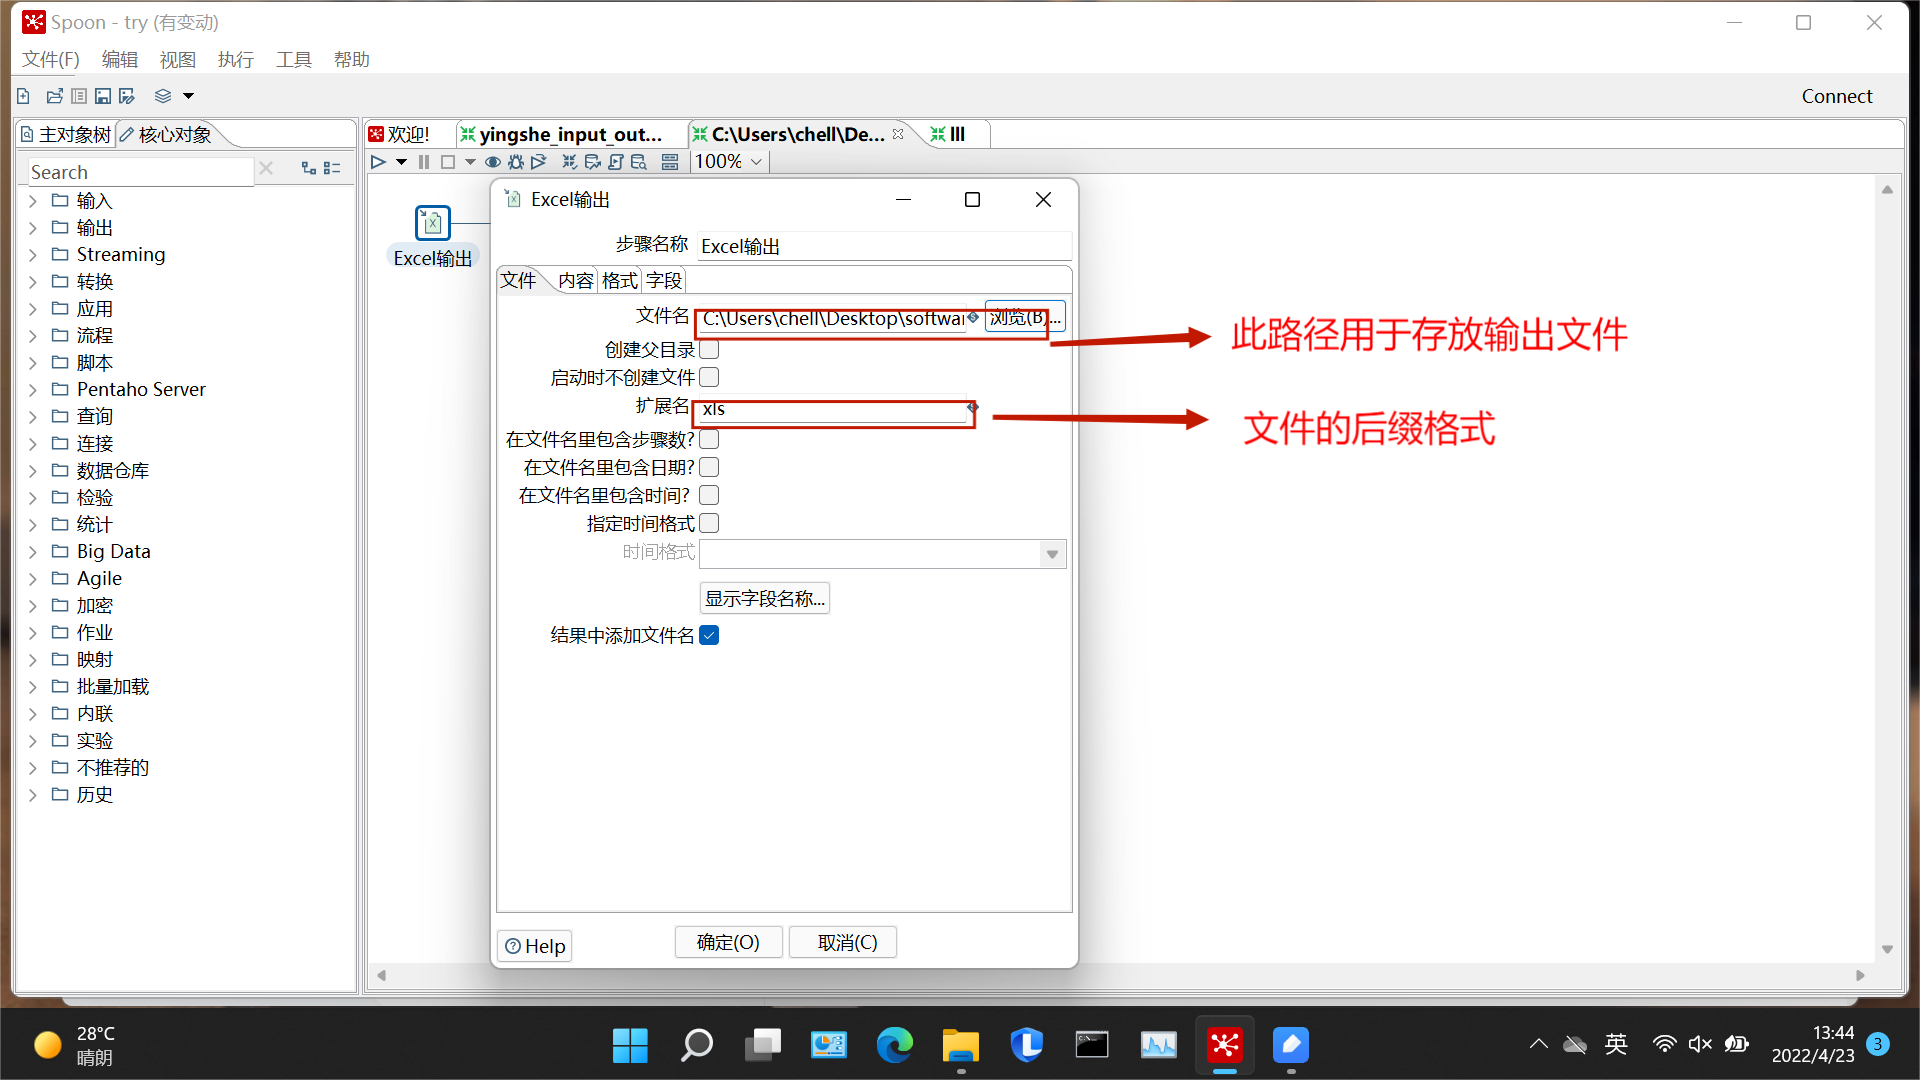 Spoon - try (有变动)
文件(F) 编辑 视图 执行 工具 帮助
Connect
主对象树 核心对象
欢迎! yingshe_input_out... C:\Users\chell\De... lll
100%
Search
输入
输出
Streaming
转换
应用
流程
脚本
Pentaho Server
查询
连接
数据仓库
检验
统计
Big Data
Agile
加密
作业
映射
批量加载
内联
实验
不推荐的
历史
Excel输出
Excel输出
步骤名称 Excel输出
文件 内容 格式 字段
文件名 C:\Users\chell\Desktop\softwar 浏览(B)...
创建父目录
启动时不创建文件
扩展名 xls
在文件名里包含步骤数?
在文件名里包含日期?
在文件名里包含时间?
指定时间格式
时间格式
显示字段名称...
结果中添加文件名
Help 确定(O) 取消(C)
此路径用于存放输出文件
文件的后缀格式
28°C
晴朗
英
13:44
2022/4/23
3